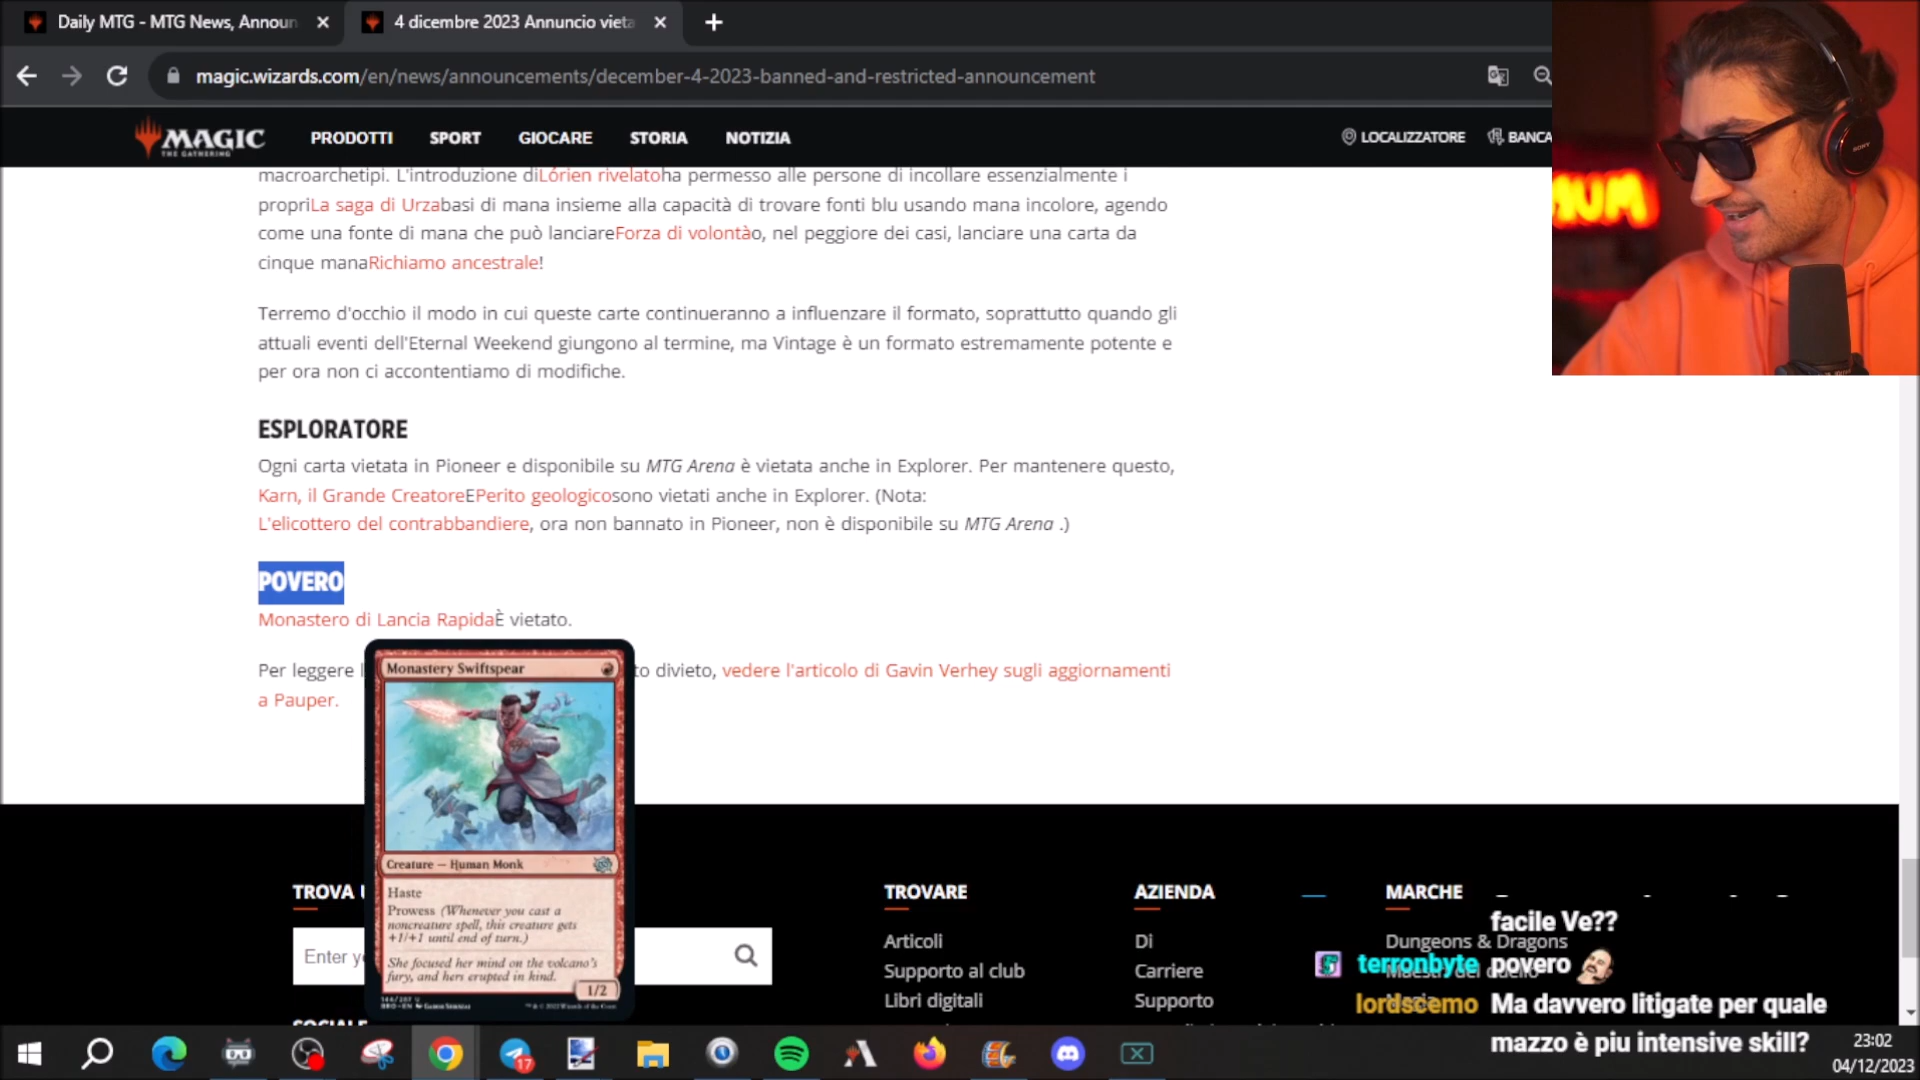 Daily MTG - MTG News, Announ
4 dicembre 2023 Annuncio vieta
magic.wizards.com/en/news/announcements/december-4-2023-banned-and-restricted-announcement
MAGIC
THE GATHERING
PRODOTTI
SPORT
GIOCARE
STORIA
NOTIZIA
LOCALIZZATORE
BANCA
macroarchetipi. L'introduzione diLórien rivelatoha permesso alle persone di incollare essenzialmente i
propriLa saga di Urzabasi di mana insieme alla capacità di trovare fonti blu usando mana incolore, agendo
come una fonte di mana che può lanciareForza di volontào, nel peggiore dei casi, lanciare una carta da
cinque manaRichiamo ancestrale!
Terremo d'occhio il modo in cui queste carte continueranno a influenzare il formato, soprattutto quando gli
attuali eventi dell'Eternal Weekend giungono al termine, ma Vintage è un formato estremamente potente e
per ora non ci accontentiamo di modifiche.
ESPLORATORE
Ogni carta vietata in Pioneer e disponibile su MTG Arena è vietata anche in Explorer. Per mantenere questo,
Karn, il Grande CreatoreEPerito geologicosono vietati anche in Explorer. (Nota:
L'elicottero del contrabbandiere, ora non bannato in Pioneer, non è disponibile su MTG Arena .)
POVERO
Monastero di Lancia RapidaÈ vietato.
Per leggere l
to divieto, vedere l'articolo di Gavin Verhey sugli aggiornamenti
a Pauper.
Monastery Swiftspear
Creature — Human Monk
Haste
Prowess (Whenever you cast a
noncreature spell, this creature gets
+1/+1 until end of turn.)
She focused her mind on the volcano's
fury, and hers erupted in kind.
1/2
SONY
TROVA
Enter y
SOCIALE
TROVARE
Articoli
Supporto al club
Libri digitali
AZIENDA
Di
Carriere
Supporto
MARCHE
Dungeons & Dragons
facile Ve??
terronbyte povero
lordscemo Ma davvero litigate per quale
mazzo è piu intensive skill?
17
23:02
04/12/2023